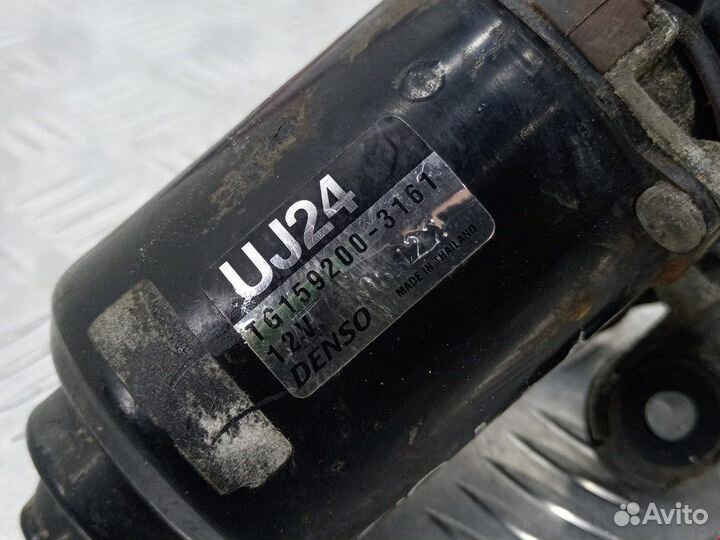 UJ24
TG159200-3161
12V
DENSO
MADE IN THAILAND
Avito